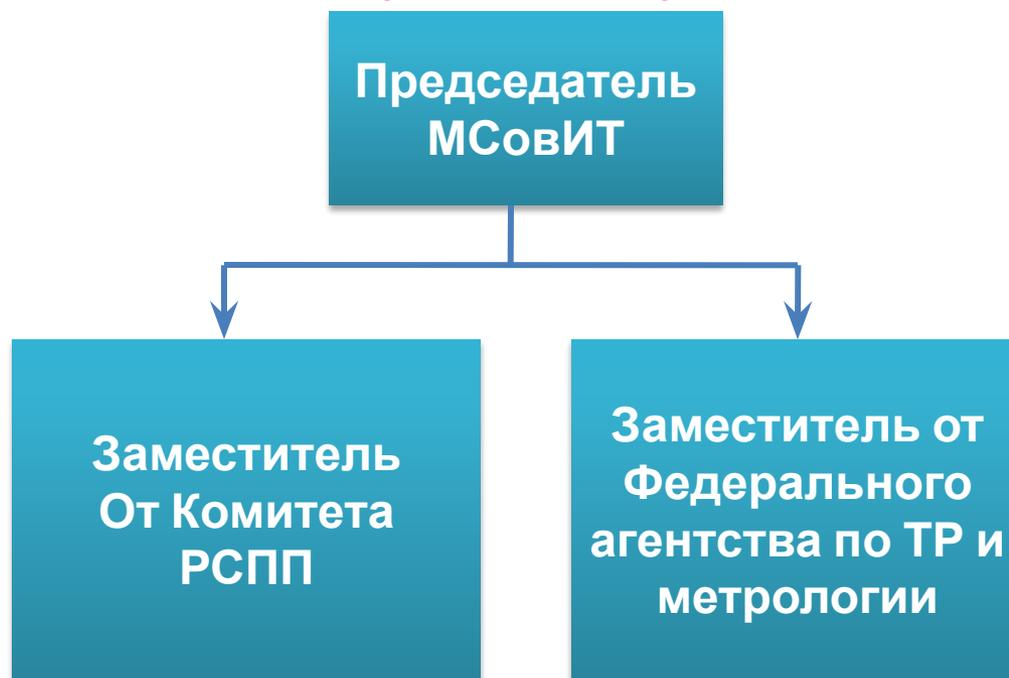 Председатель
МСовИТ
Заместитель
От Комитета
РСПП
Заместитель от
Федерального
агентства по ТР и
метрологии